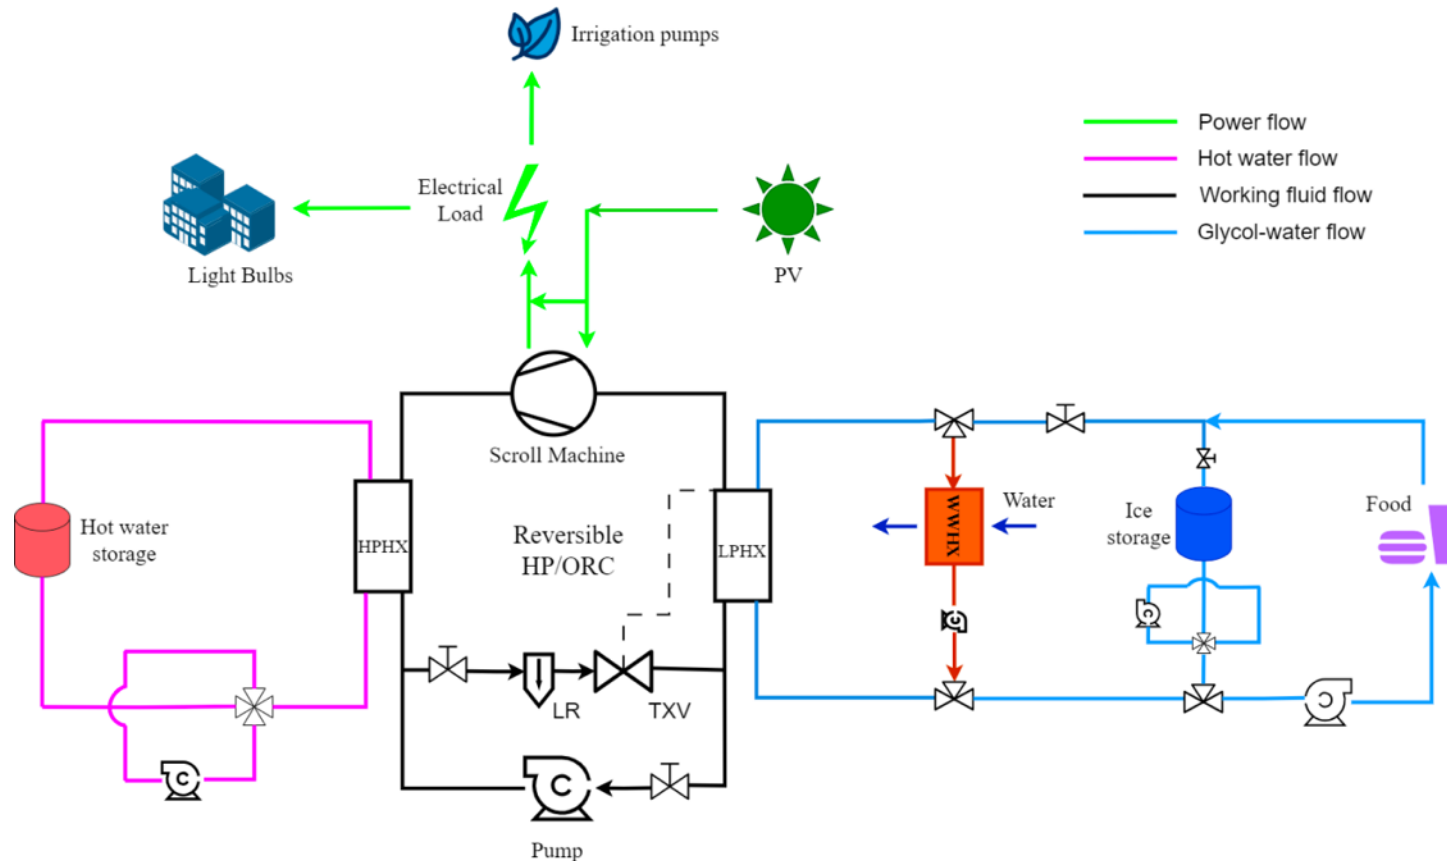 Irrigation pumps
Power flow
Hot water flow
Working fluid flow
Glycol-water flow
Electrical
Load
Light Bulbs
PV
Scroll Machine
Hot water
storage
HPHX
Reversible
HP/ORC
LPHX
WWHX
Water
Ice
storage
Food
LR
TXV
C
C
C
C
C
Pump